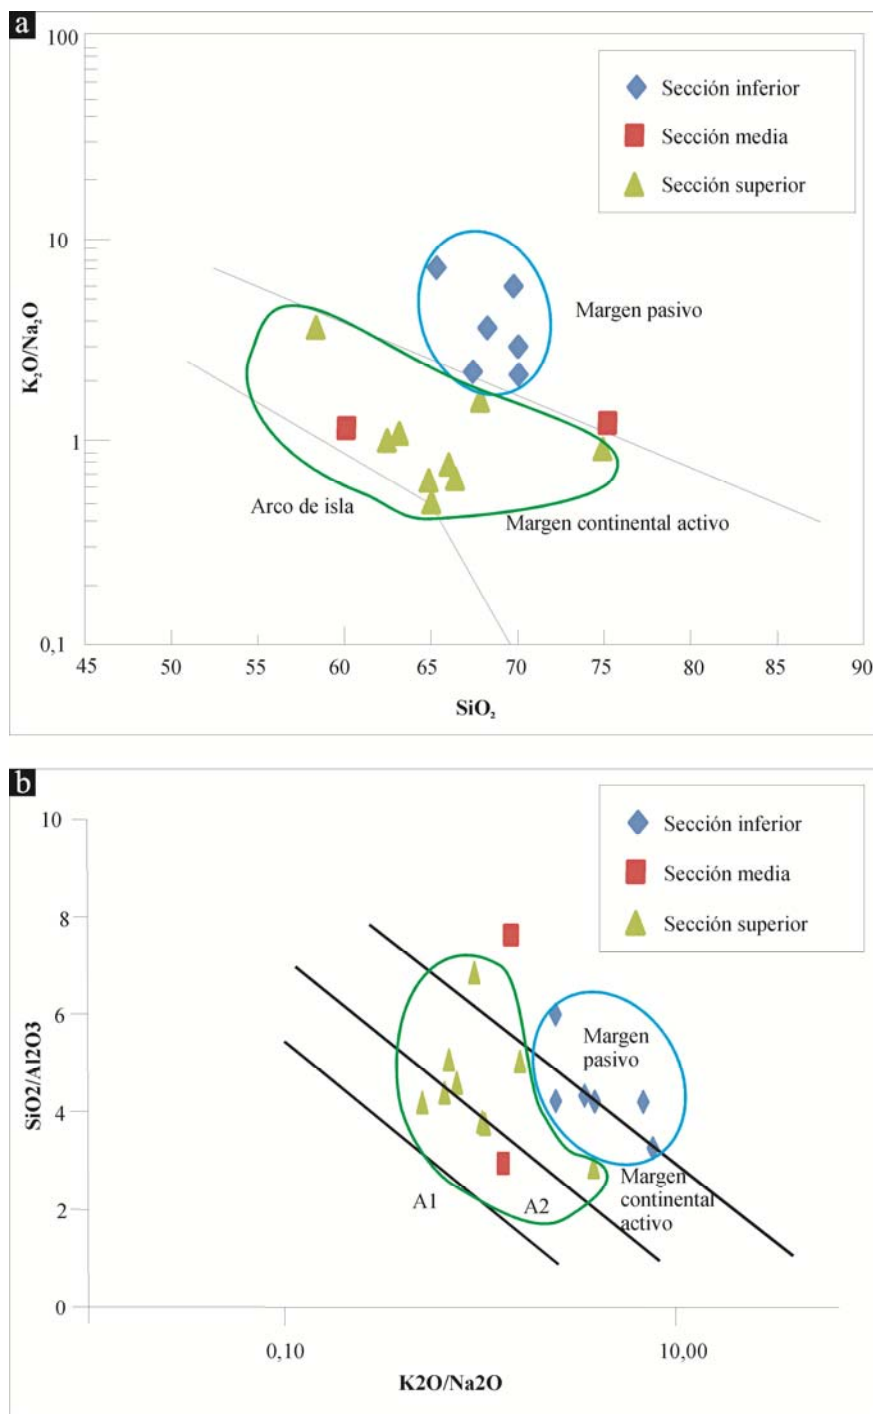 a
100
10
1
0,1
K₂O/Na₂O
Sección inferior
Sección media
Sección superior
Margen pasivo
Arco de isla
Margen continental activo
45 50 55 60 65 70 75 80 85 90
SiO₂
b
10
8
6
4
2
0
SiO2/Al2O3
Sección inferior
Sección media
Sección superior
Margen
pasivo
A1
A2
Margen
continental
activo
0,10 10,00
K2O/Na2O